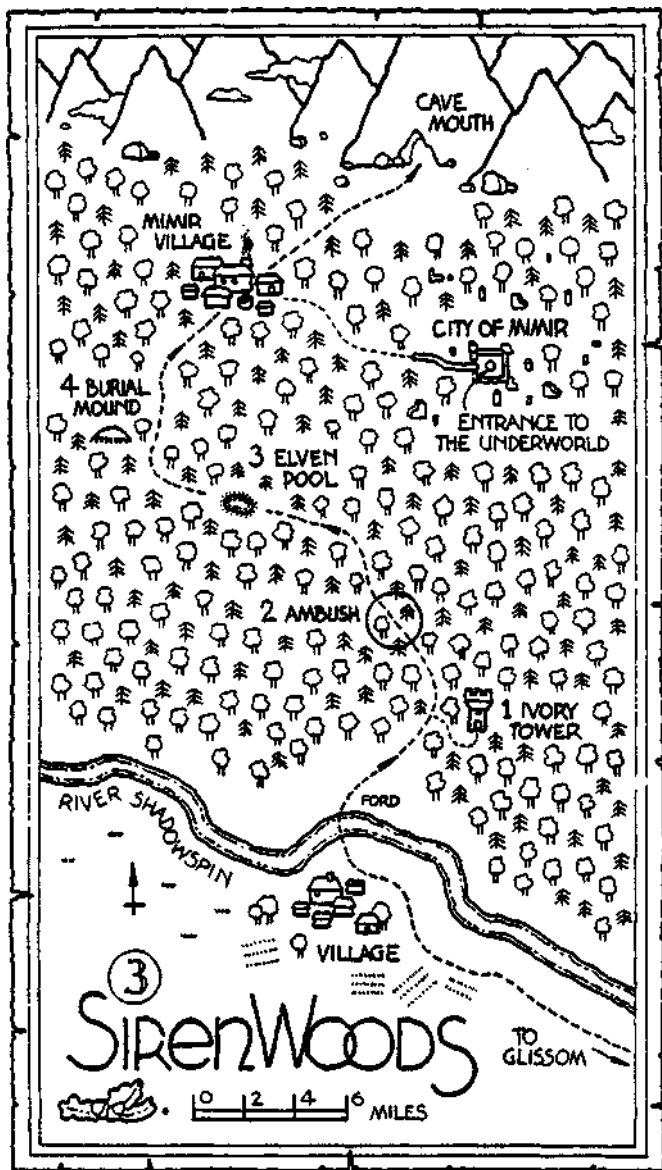 CAVE
MOUTH
MIMIR
VILLAGE
CITY OF MIMIR
4 BURIAL
MOUND
ENTRANCE TO
THE UNDERWORLD
3 ELVEN
POOL
2 AMBUSH
1 IVORY
TOWER
RIVER SHADOWSPIN
FORD
VILLAGE
3
SIRENWOODS
TO
GLISSOM
0 2 4 6
MILES